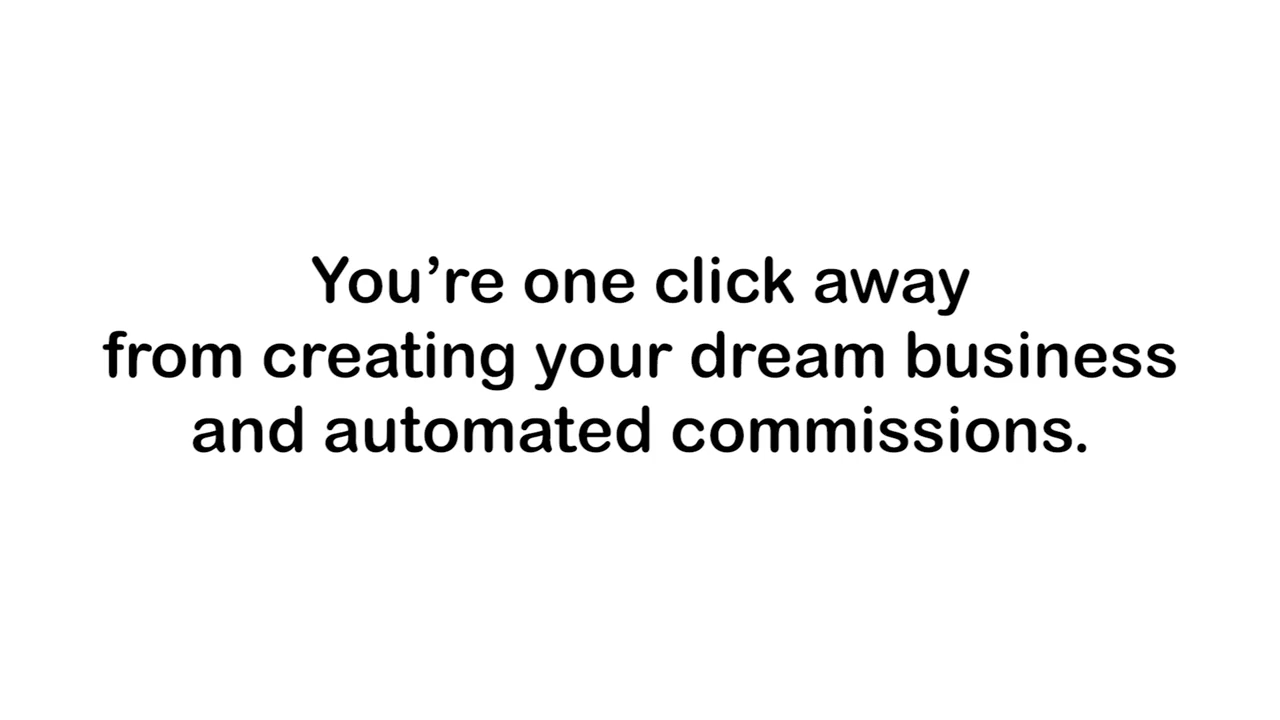 You’re one click away
from creating your dream business
and automated commissions.